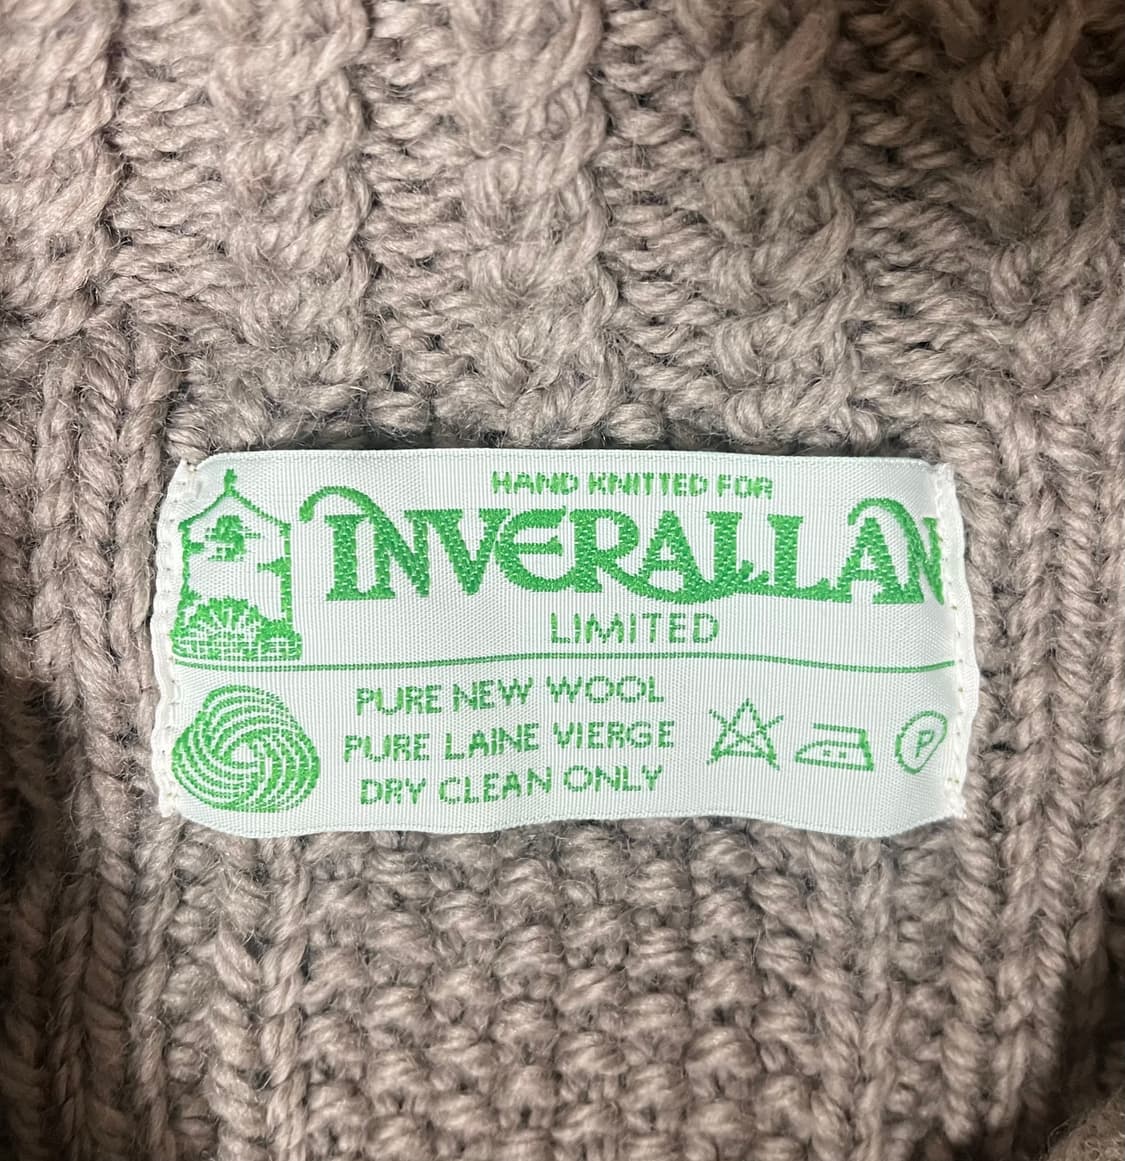 HAND KNITTED FOR
INVERALLAN
LIMITED
PURE NEW WOOL
PURE LAINE VIERGE
DRY CLEAN ONLY
P